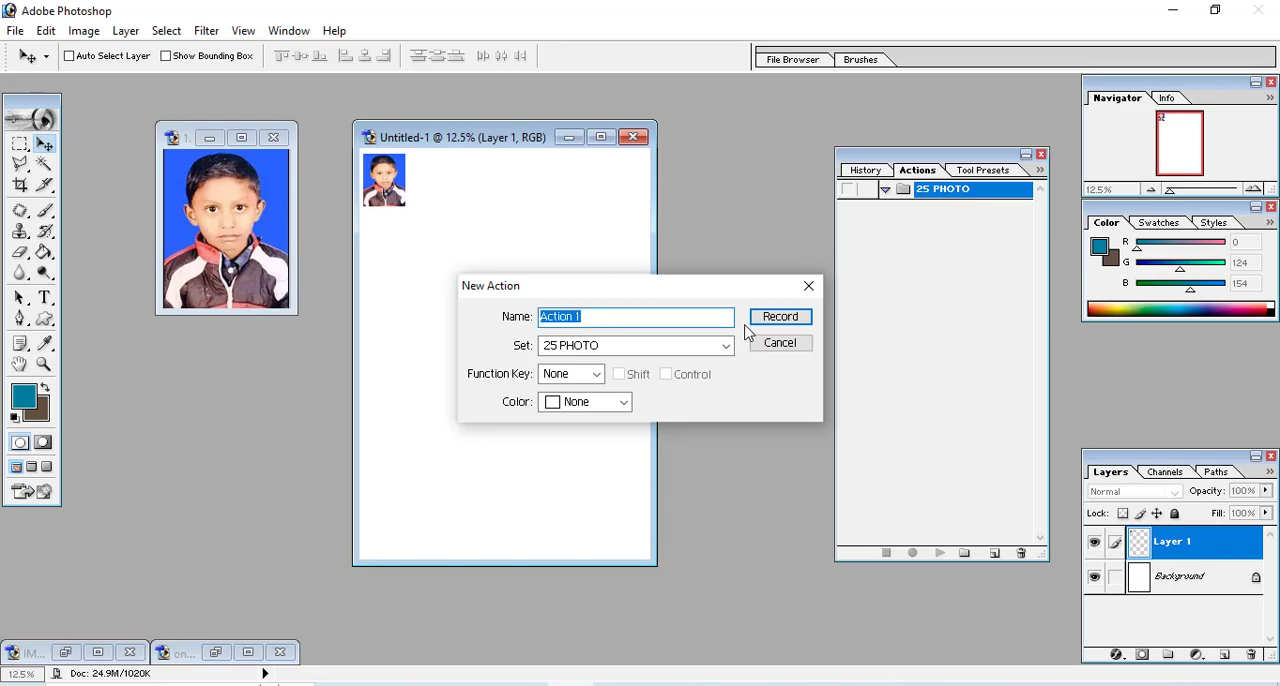 Adobe Photoshop
File Edit Image Layer Select Filter View Window Help
Auto Select Layer Show Bounding Box
File Browser Brushes
1.
Untitled-1 @ 12.5% (Layer 1, RGB)
Navigator Info
12.5%
History Actions Tool Presets
25 PHOTO
Color Swatches Styles
R 0
G 124
B 154
New Action
Name: Action 1 Record
Set: 25 PHOTO Cancel
Function Key: None Shift Control
Color: None
Layers Channels Paths
Normal Opacity: 100%
Lock: Fill: 100%
Layer 1
Background
IM... on...
12.5% Doc: 24.9M/1020K